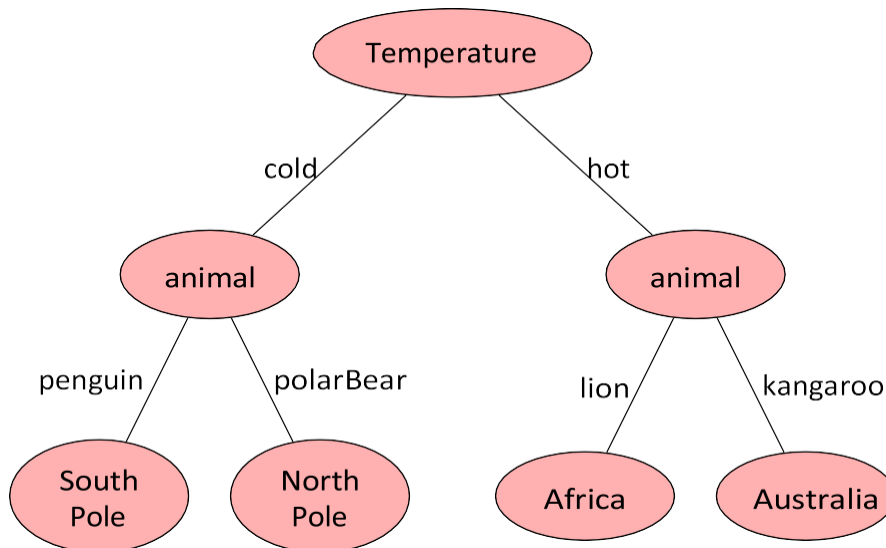 Temperature
cold
hot
animal
animal
penguin
polarBear
lion
kangaroo
South
Pole
North
Pole
Africa
Australia